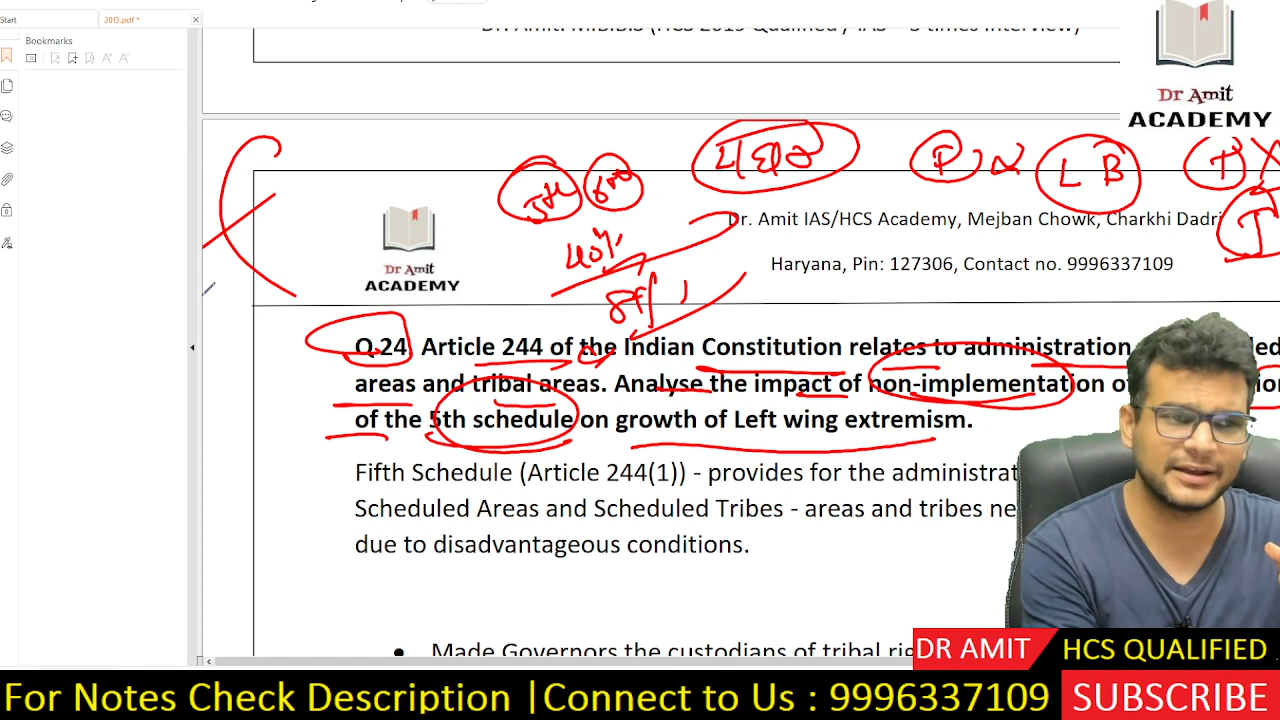 Start
2013.pdf *
Bookmarks
Dr Amit
ACADEMY
5th 6th
40%
L B
Dr Amit
ACADEMY
Dr. Amit IAS/HCS Academy, Mejban Chowk, Charkhi Dadri
Haryana, Pin: 127306, Contact no. 9996337109
Q.24. Article 244 of the Indian Constitution relates to administration
areas and tribal areas. Analyse the impact of non-implementation of
of the 5th schedule on growth of Left wing extremism.
Fifth Schedule (Article 244(1)) - provides for the
Scheduled Areas and Scheduled Tribes - areas and tribes
due to disadvantageous conditions.
• Made Governors the custodians of tribal
DR AMIT HCS QUALIFIED
For Notes Check Description |Connect to Us : 9996337109 SUBSCRIBE